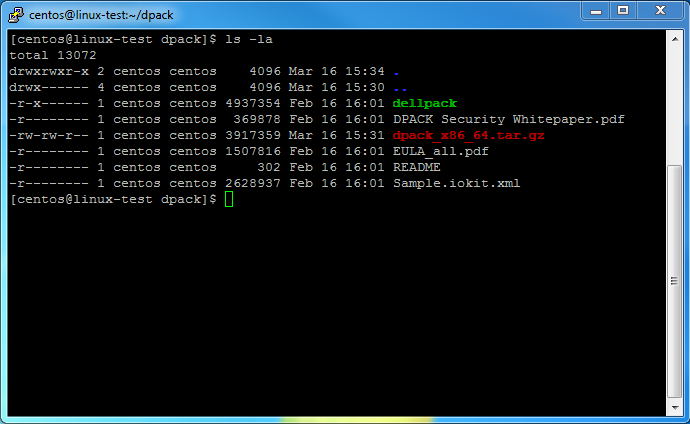 centos@linux-test:~/dpack
[centos@linux-test dpack]$ ls -la
total 13072
drwxrwxr-x 2 centos centos    4096 Mar 16 15:34 .
drwx------ 4 centos centos    4096 Mar 16 15:30 ..
-r-x------ 1 centos centos 4937354 Feb 16 16:01 dellpack
-r-------- 1 centos centos  369878 Feb 16 16:01 DPACK Security Whitepaper.pdf
-rw-rw-r-- 1 centos centos 3917359 Mar 16 15:31 dpack_x86_64.tar.gz
-r-------- 1 centos centos 1507816 Feb 16 16:01 EULA_all.pdf
-r-------- 1 centos centos     302 Feb 16 16:01 README
-r-------- 1 centos centos 2628937 Feb 16 16:01 Sample.iokit.xml
[centos@linux-test dpack]$